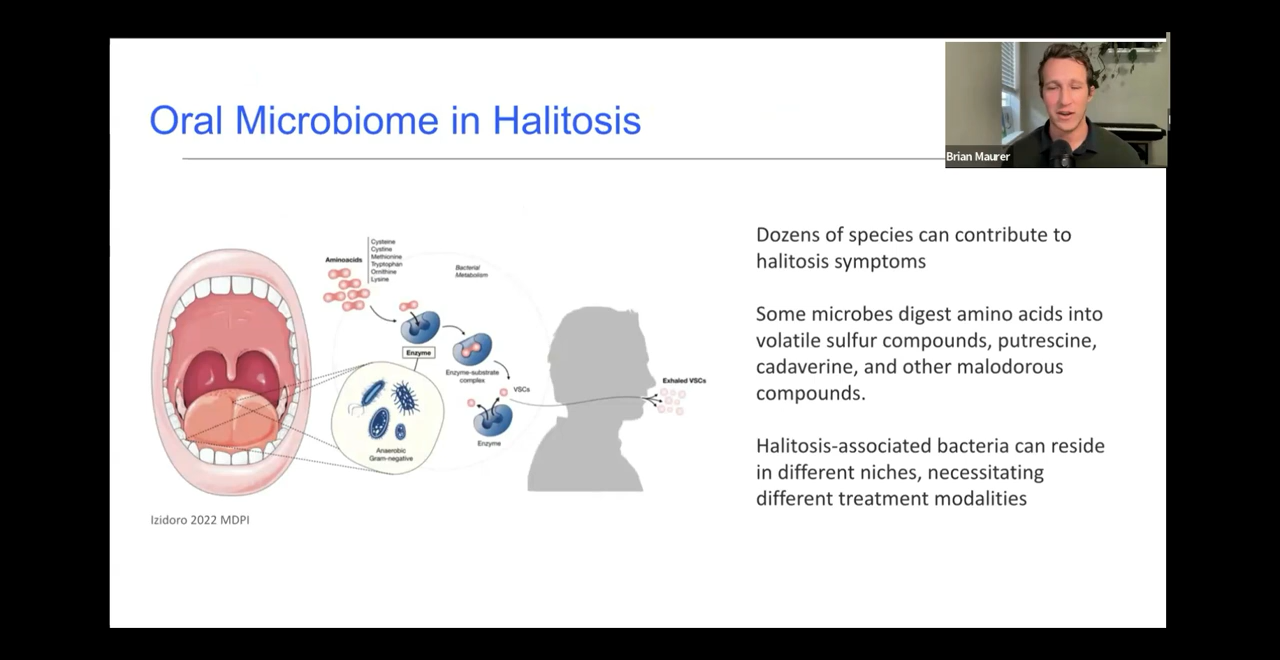 Oral Microbiome in Halitosis
Brian Maurer
Aminoacids
Cysteine
Cystine
Methionine
Tryptophan
Ornithine
Lysine
Bacterial
Metabolism
Enzyme
Enzyme-substrate
complex
VSCs
Enzyme
Anaerobic
Gram-negative
Exhaled VSCs
Izidoro 2022 MDPI
Dozens of species can contribute to
halitosis symptoms
Some microbes digest amino acids into
volatile sulfur compounds, putrescine,
cadaverine, and other malodorous
compounds.
Halitosis-associated bacteria can reside
in different niches, necessitating
different treatment modalities